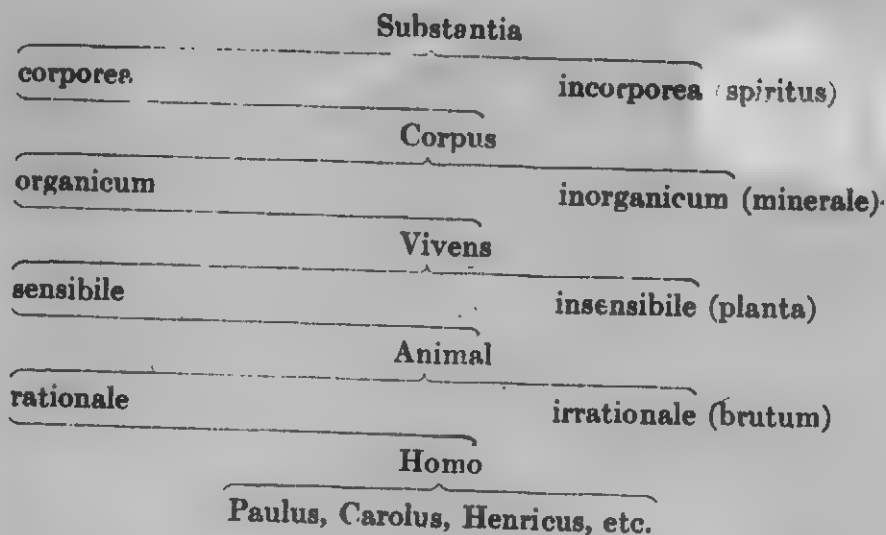 Substantia
corporea incorporea (spiritus)
Corpus
organicum inorganicum (minerale)
Vivens
sensibile insensibile (planta)
Animal
rationale irrationale (brutum)
Homo
Paulus, Carolus, Henricus, etc.